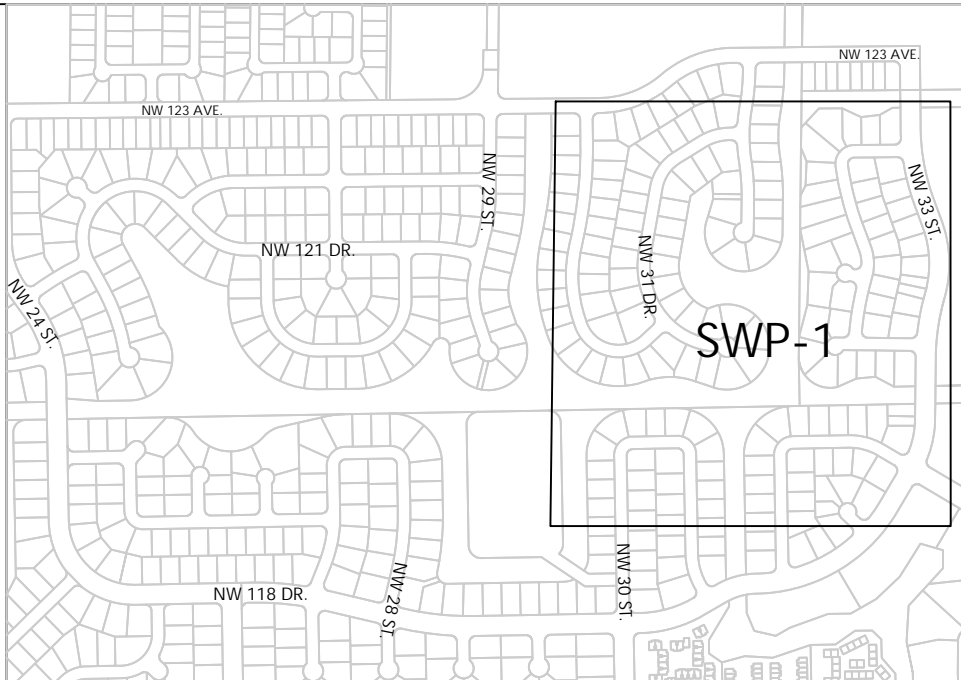 NW 123 AVE.
NW 123 AVE.
NW 29 ST.
NW 33 ST.
NW 121 DR.
NW 31 DR.
NW 24 ST.
SWP-1
NW 118 DR.
NW 28 ST.
NW 30 ST.